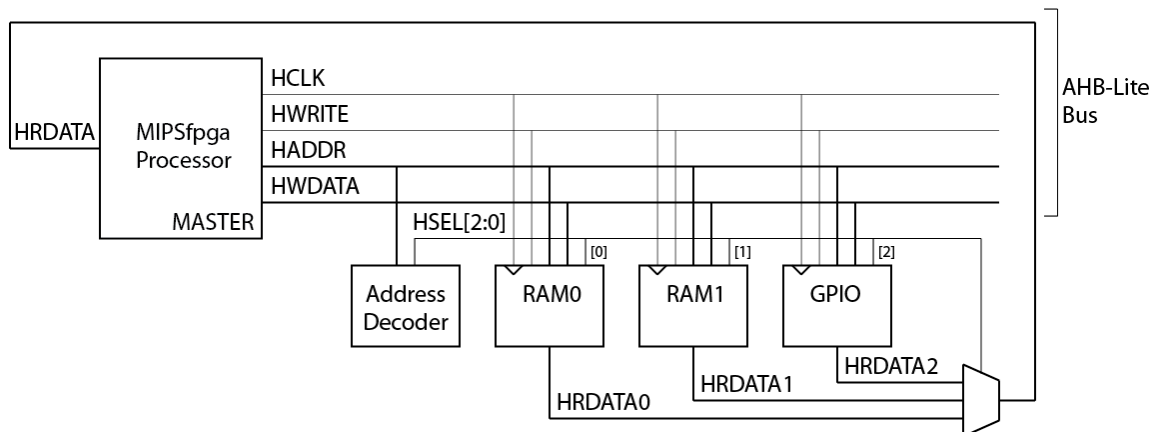 HCLK
AHB-Lite
Bus
HWRITE
HRDATA
MIPSfpga
Processor
HADDR
HWDATA
MASTER
HSEL[2:0]
[0]
[1]
[2]
Address
Decoder
RAM0
RAM1
GPIO
HRDATA2
HRDATA1
HRDATA0